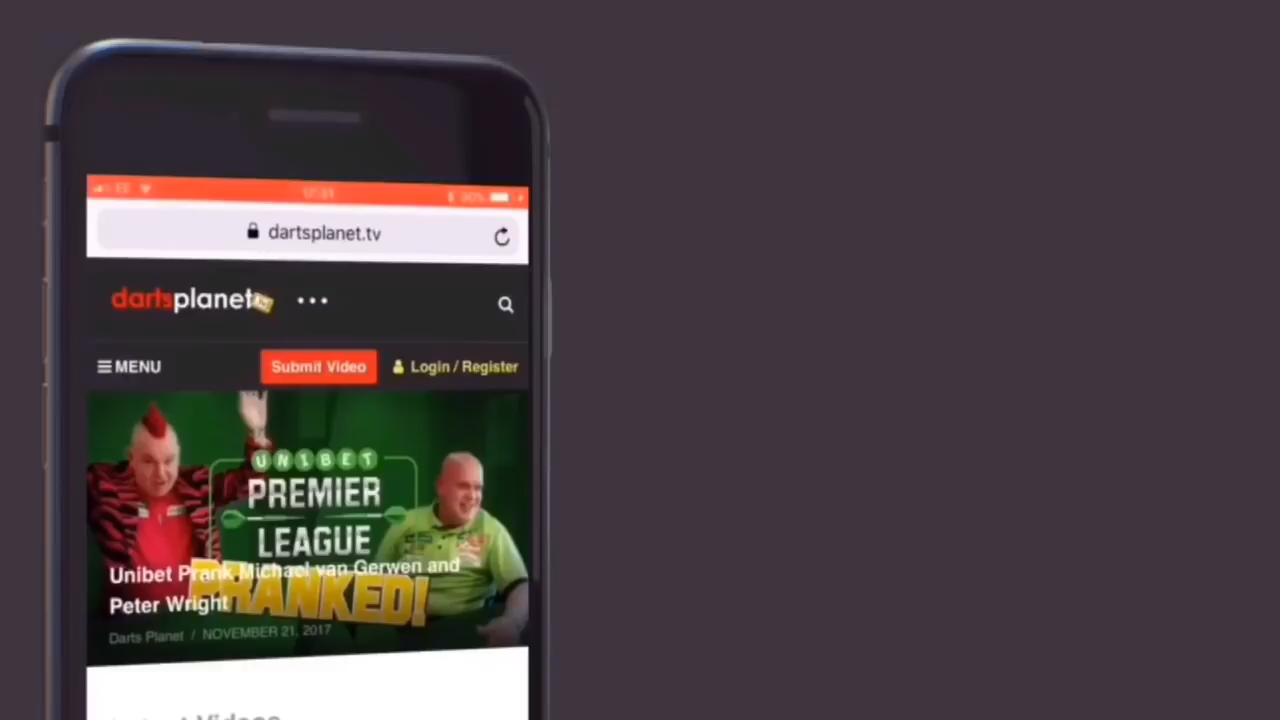 dartsplanet.tv
dartsplanet
MENU
Submit Video
Login / Register
UNIBET
PREMIER
LEAGUE
PRANKED!
Unibet Prank Michael van Gerwen and
Peter Wright
Darts Planet / NOVEMBER 21, 2017
Videos